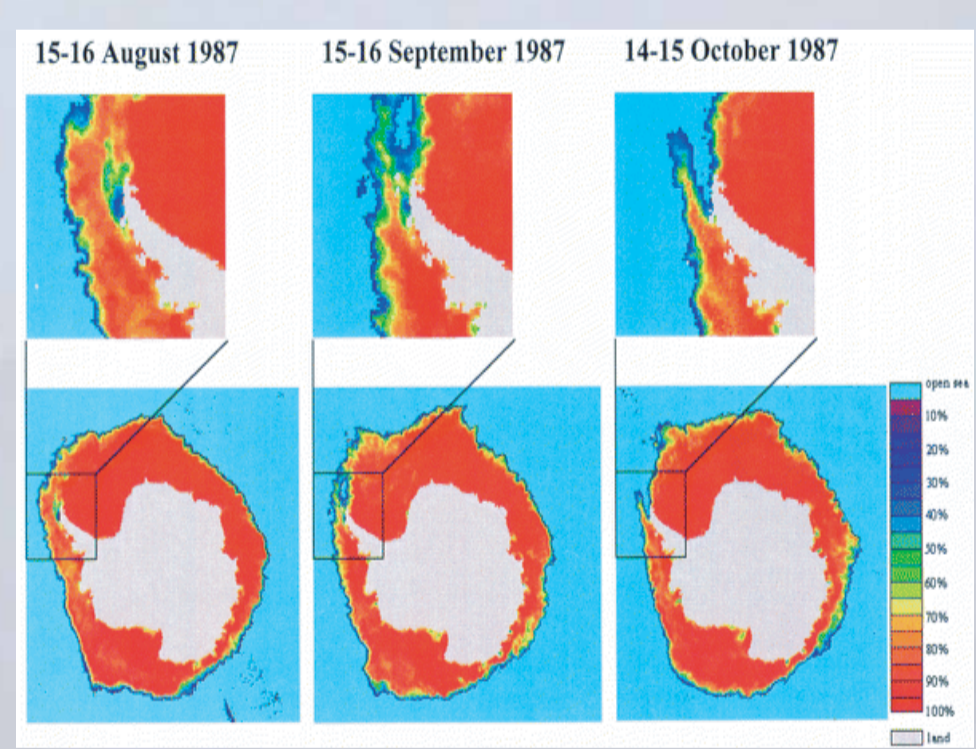 15-16 August 1987
15-16 September 1987
14-15 October 1987
open sea
10%
20%
30%
40%
50%
60%
70%
80%
90%
100%
land